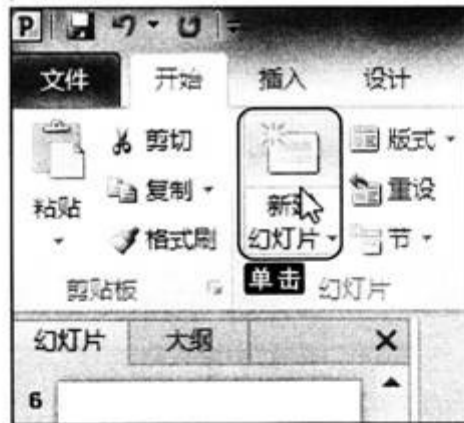 文件 开始 插入 设计
剪切 版式
粘贴 复制 重设
格式刷 新建幻灯片 节
剪贴板 单击 幻灯片
幻灯片 大纲
6